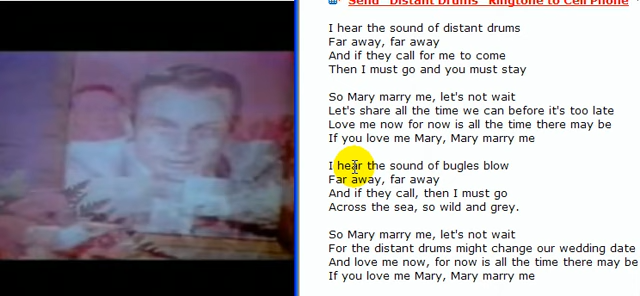 Send "Distant Drums" Ringtone to Cell Phone
I hear the sound of distant drums
Far away, far away
And if they call for me to come
Then I must go and you must stay
So Mary marry me, let's not wait
Let's share all the time we can before it's too late
Love me now for now is all the time there may be
If you love me Mary, Mary marry me
I hear the sound of bugles blow
Far away, far away
And if they call, then I must go
Across the sea, so wild and grey.
So Mary marry me, let's not wait
For the distant drums might change our wedding date
And love me now, for now is all the time there may be
If you love me Mary, Mary marry me